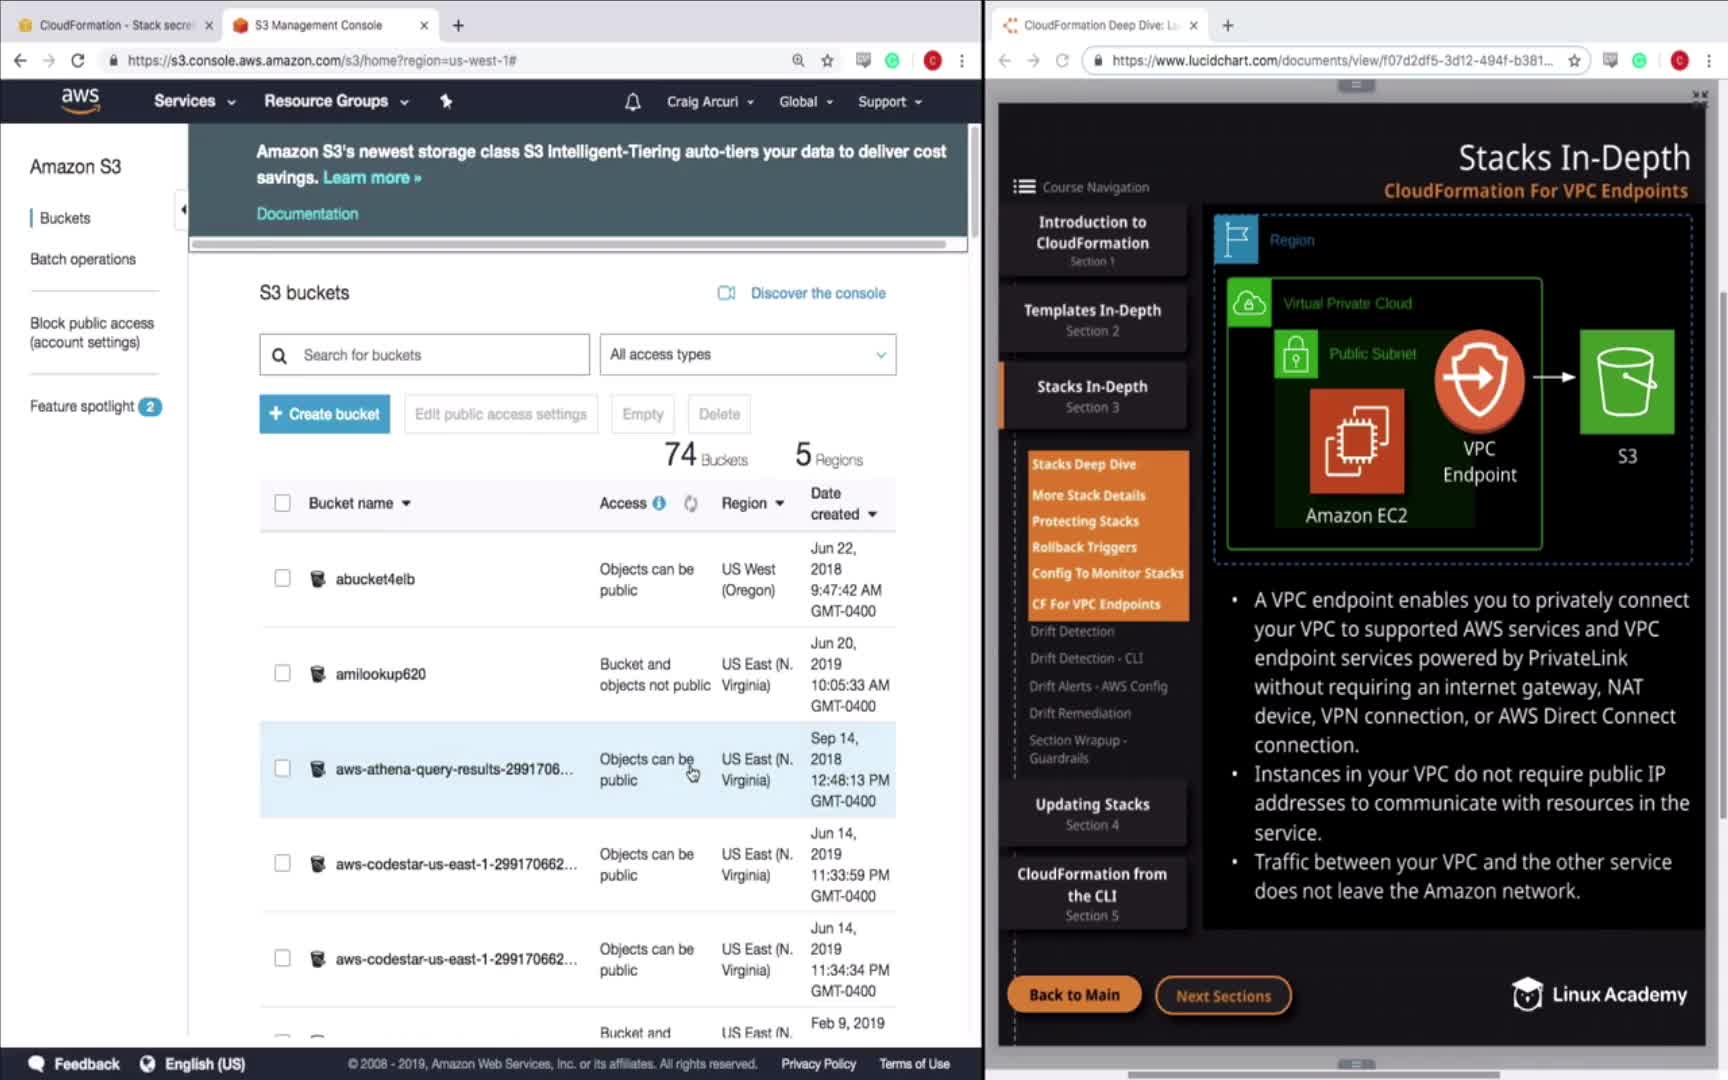 CloudFormation - Stack secre
S3 Management Console
https://s3.console.aws.amazon.com/s3/home?region=us-west-1#
aws
Services
Resource Groups
Craig Arcuri
Global
Support
Amazon S3
Buckets
Batch operations
Block public access
(account settings)
Feature spotlight 2
Amazon S3's newest storage class S3 Intelligent-Tiering auto-tiers your data to deliver cost
savings. Learn more »
Documentation
S3 buckets
Discover the console
Search for buckets
All access types
+ Create bucket
Edit public access settings
Empty
Delete
74 Buckets
5 Regions
Bucket name
Access
Region
Date
created
abucket4elb
Objects can be
public
US West
(Oregon)
Jun 22,
2018
9:47:42 AM
GMT-0400
amilookup620
Bucket and
objects not public
US East (N.
Virginia)
Jun 20,
2019
10:05:33 AM
GMT-0400
aws-athena-query-results-2991706...
Objects can be
public
US East (N.
Virginia)
Sep 14,
2018
12:48:13 PM
GMT-0400
aws-codestar-us-east-1-299170662...
Objects can be
public
US East (N.
Virginia)
Jun 14,
2019
11:33:59 PM
GMT-0400
aws-codestar-us-east-1-299170662...
Objects can be
public
US East (N.
Virginia)
Jun 14,
2019
11:34:34 PM
GMT-0400
Bucket and
US East (N.
Feb 9, 2019
Feedback
English (US)
© 2008 - 2019, Amazon Web Services, Inc. or its affiliates. All rights reserved.
Privacy Policy
Terms of Use
CloudFormation Deep Dive: L
https://www.lucidchart.com/documents/view/f07d2df5-3d12-494f-b381...
Stacks In-Depth
CloudFormation For VPC Endpoints
Course Navigation
Introduction to
CloudFormation
Section 1
Templates In-Depth
Section 2
Stacks In-Depth
Section 3
Stacks Deep Dive
More Stack Details
Protecting Stacks
Rollback Triggers
Config To Monitor Stacks
CF For VPC Endpoints
Drift Detection
Drift Detection - CLI
Drift Alerts - AWS Config
Drift Remediation
Section Wrapup -
Guardrails
Updating Stacks
Section 4
CloudFormation from
the CLI
Section 5
Back to Main
Next Sections
Region
Virtual Private Cloud
Public Subnet
Amazon EC2
VPC
Endpoint
S3
• A VPC endpoint enables you to privately connect
your VPC to supported AWS services and VPC
endpoint services powered by PrivateLink
without requiring an internet gateway, NAT
device, VPN connection, or AWS Direct Connect
connection.
• Instances in your VPC do not require public IP
addresses to communicate with resources in the
service.
• Traffic between your VPC and the other service
does not leave the Amazon network.
Linux Academy